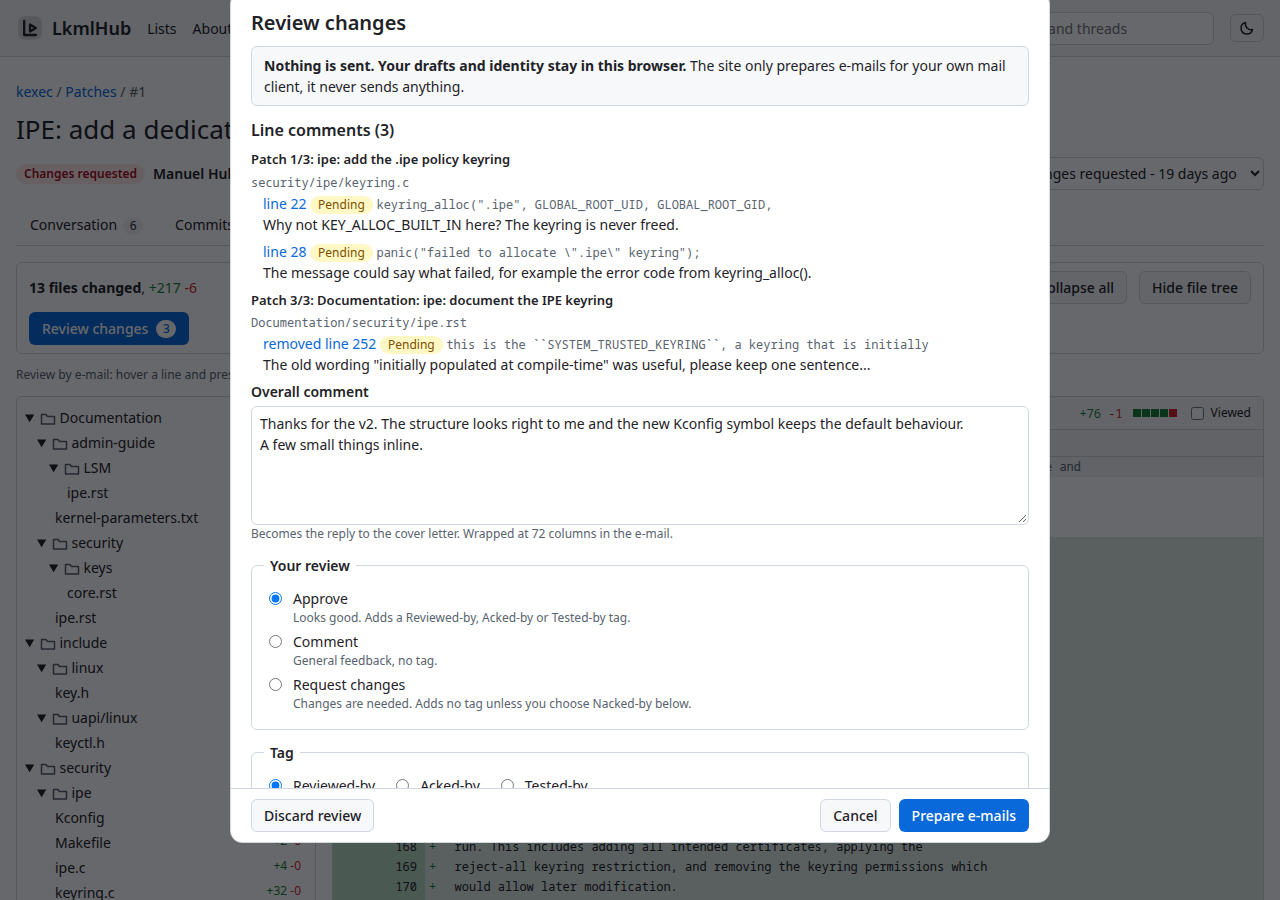 LkmlHub Lists About
and threads
Review changes
Nothing is sent. Your drafts and identity stay in this browser. The site only prepares e-mails for your own mail
client, it never sends anything.
kexec / Patches / #1
IPE: add a dedicat
Changes requested Manuel
ges requested - 19 days ago
Conversation 6 Commits
13 files changed, +217 -6
ollapse all Hide file tree
Review changes 3
Review by e-mail: hover a line and pres
Line comments (3)
Patch 1/3: ipe: add the .ipe policy keyring
security/ipe/keyring.c
line 22 Pending keyring_alloc(".ipe", GLOBAL_ROOT_UID, GLOBAL_ROOT_GID,
Why not KEY_ALLOC_BUILT_IN here? The keyring is never freed.
line 28 Pending panic("failed to allocate \".ipe\" keyring");
The message could say what failed, for example the error code from keyring_alloc().
Patch 3/3: Documentation: ipe: document the IPE keyring
Documentation/security/ipe.rst
removed line 252 Pending this is the ``SYSTEM_TRUSTED_KEYRING``, a keyring that is initially
The old wording "initially populated at compile-time" was useful, please keep one sentence...
Overall comment
Thanks for the v2. The structure looks right to me and the new Kconfig symbol keeps the default behaviour.
A few small things inline.
Becomes the reply to the cover letter. Wrapped at 72 columns in the e-mail.
Your review
Approve
Looks good. Adds a Reviewed-by, Acked-by or Tested-by tag.
Comment
General feedback, no tag.
Request changes
Changes are needed. Adds no tag unless you choose Nacked-by below.
Tag
Reviewed-by Acked-by Tested-by
Discard review Cancel Prepare e-mails
Documentation
admin-guide
LSM
ipe.rst
kernel-parameters.txt
security
keys
core.rst
ipe.rst
include
linux
key.h
uapi/linux
keyctl.h
security
ipe
Kconfig
Makefile
ipe.c +4 -0
keyring.c +32 -0
+76 -1 Viewed
and
168 + run. This includes adding all intended certificates, applying the
169 + reject-all keyring restriction, and removing the keyring permissions which
170 + would allow later modification.